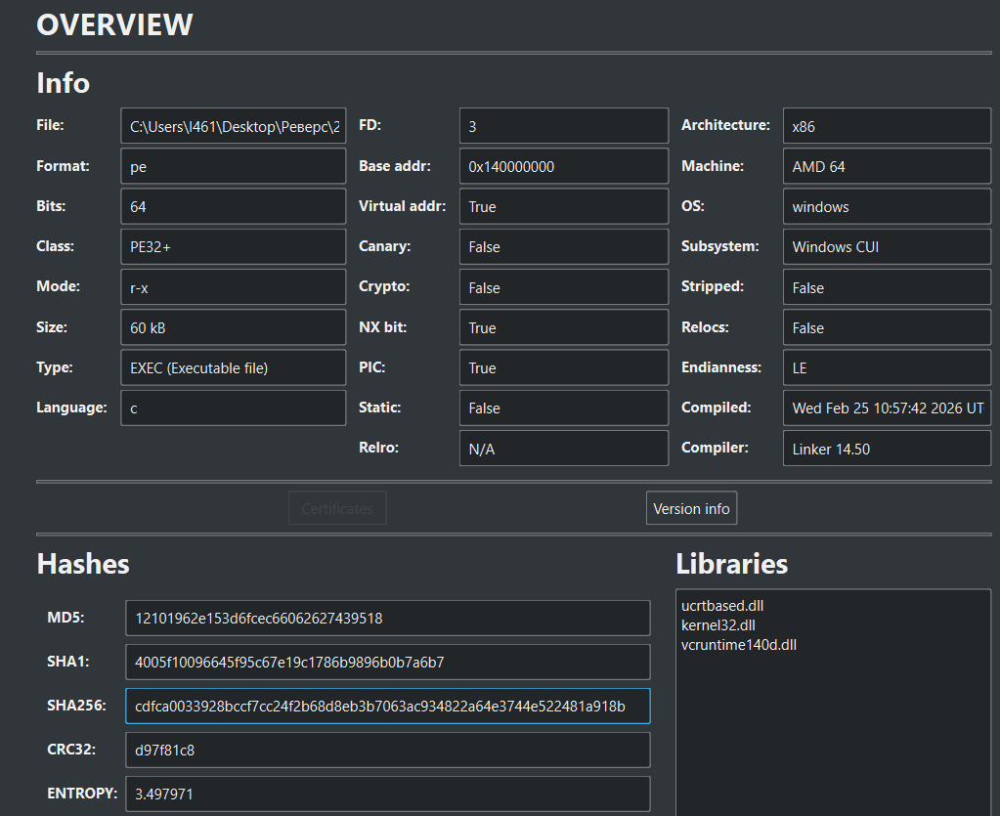 OVERVIEW
Info
File: C:\Users\I461\Desktop\Реверс\2 FD: 3 Architecture: x86
Format: pe Base addr: 0x140000000 Machine: AMD 64
Bits: 64 Virtual addr: True OS: windows
Class: PE32+ Canary: False Subsystem: Windows CUI
Mode: r-x Crypto: False Stripped: False
Size: 60 kB NX bit: True Relocs: False
Type: EXEC (Executable file) PIC: True Endianness: LE
Language: c Static: False Compiled: Wed Feb 25 10:57:42 2026 UT
Relro: N/A Compiler: Linker 14.50
Certificates Version info
Hashes
MD5: 12101962e153d6fcec66062627439518
SHA1: 4005f10096645f95c67e19c1786b9896b0b7a6b7
SHA256: cdfca0033928bccf7cc24f2b68d8eb3b7063ac934822a64e3744e522481a918b
CRC32: d97f81c8
ENTROPY: 3.497971
Libraries
ucrtbased.dll
kernel32.dll
vcruntime140d.dll